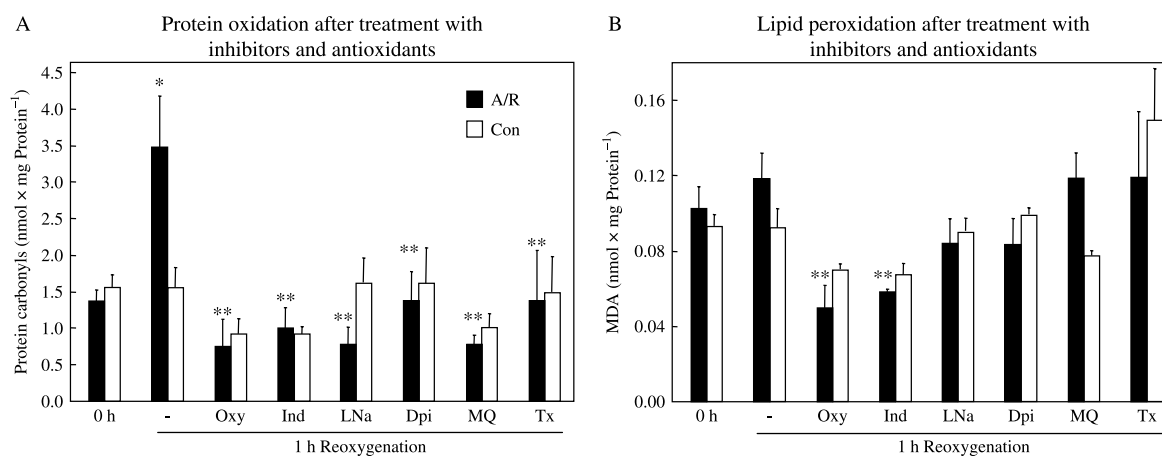 A
Protein oxidation after treatment with
inhibitors and antioxidants
Protein carbonyls (nmol × mg Protein⁻¹)
4.5
4.0
3.5
3.0
2.5
2.0
1.5
1.0
0.5
0.0
*
**
**
**
**
**
**
A/R
Con
0 h
-
Oxy
Ind
LNa
Dpi
MQ
Tx
1 h Reoxygenation
B
Lipid peroxidation after treatment with
inhibitors and antioxidants
MDA (nmol × mg Protein⁻¹)
0.16
0.12
0.08
0.04
0.00
**
**
0 h
-
Oxy
Ind
LNa
Dpi
MQ
Tx
1 h Reoxygenation